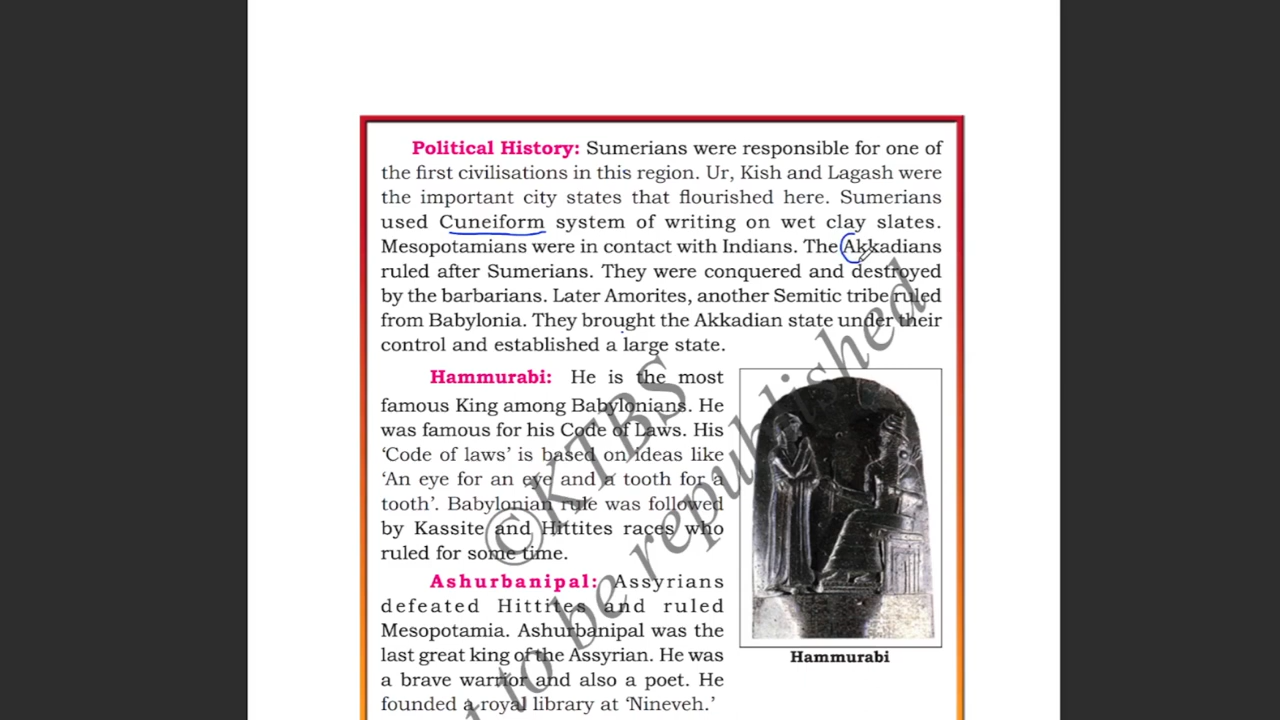 Political History: Sumerians were responsible for one of
the first civilisations in this region. Ur, Kish and Lagash were
the important city states that flourished here. Sumerians
used Cuneiform system of writing on wet clay slates.
Mesopotamians were in contact with Indians. The Akkadians
ruled after Sumerians. They were conquered and destroyed
by the barbarians. Later Amorites, another Semitic tribe ruled
from Babylonia. They brought the Akkadian state under their
control and established a large state.
Hammurabi: He is the most
famous King among Babylonians. He
was famous for his Code of Laws. His
‘Code of laws’ is based on ideas like
‘An eye for an eye and a tooth for a
tooth’. Babylonian rule was followed
by Kassite and Hittites races who
ruled for some time.
Ashurbanipal: Assyrians
defeated Hittites and ruled
Mesopotamia. Ashurbanipal was the
last great king of the Assyrian. He was
a brave warrior and also a poet. He
founded a royal library at ‘Nineveh.’
Hammurabi
©KTBS
to be republished